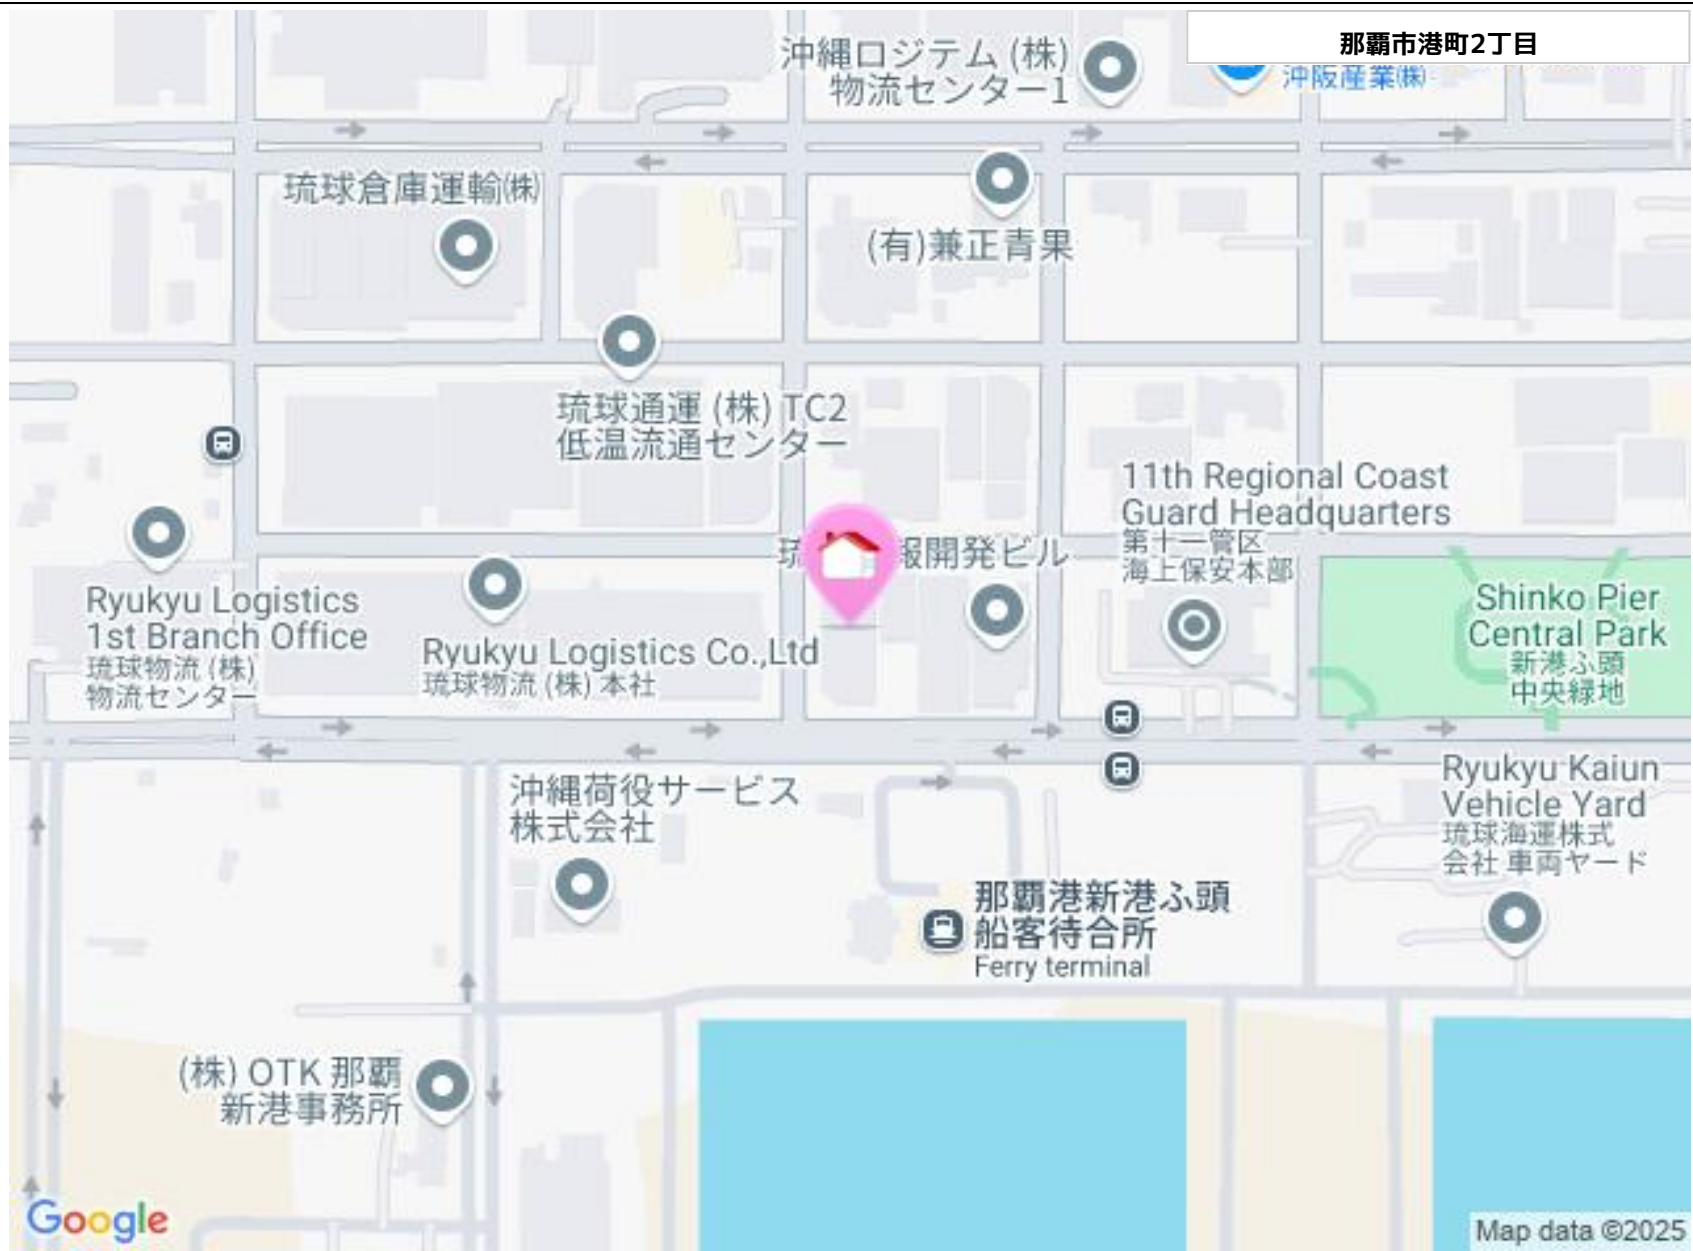 那覇市港町2丁目
沖縄ロジテム (株)
物流センター1
沖阪産業㈱
琉球倉庫運輸㈱
(有)兼正青果
琉球通運 (株) TC2
低温流通センター
11th Regional Coast
Guard Headquarters
第十一管区
海上保安本部
報開発ビル
Ryukyu Logistics
1st Branch Office
琉球物流 (株)
物流センター
Ryukyu Logistics Co.,Ltd
琉球物流 (株) 本社
Shinko Pier
Central Park
新港ふ頭
中央緑地
沖縄荷役サービス
株式会社
Ryukyu Kaiun
Vehicle Yard
琉球海運株式
会社 車両ヤード
那覇港新港ふ頭
船客待合所
Ferry terminal
(株) OTK 那覇
新港事務所
Google
Map data ©2025